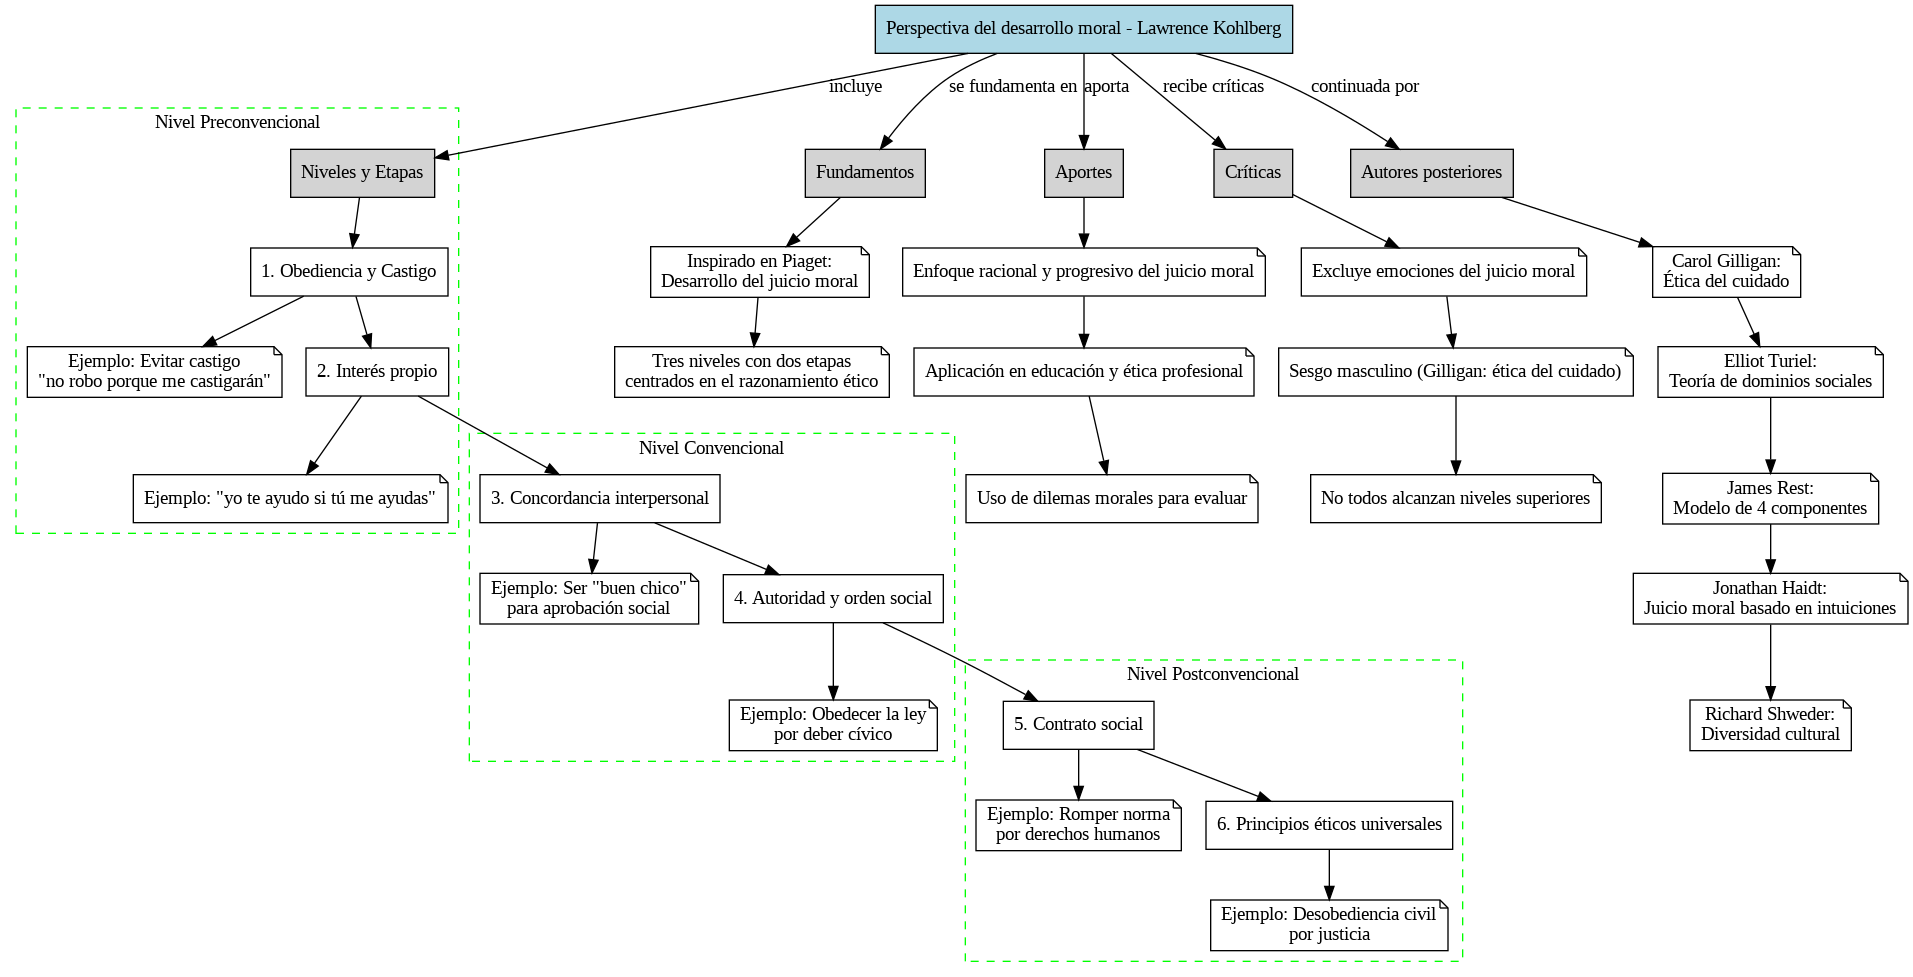 Perspectiva del desarrollo moral - Lawrence Kohlberg
incluye
se fundamenta en
aporta
recibe críticas
continuada por
Nivel Preconvencional
Niveles y Etapas
Fundamentos
Aportes
Críticas
Autores posteriores
1. Obediencia y Castigo
Inspirado en Piaget:
Desarrollo del juicio moral
Enfoque racional y progresivo del juicio moral
Excluye emociones del juicio moral
Carol Gilligan:
Ética del cuidado
Ejemplo: Evitar castigo
"no robo porque me castigarán"
2. Interés propio
Tres niveles con dos etapas
centrados en el razonamiento ético
Aplicación en educación y ética profesional
Sesgo masculino (Gilligan: ética del cuidado)
Elliot Turiel:
Teoría de dominios sociales
Nivel Convencional
Ejemplo: "yo te ayudo si tú me ayudas"
3. Concordancia interpersonal
Uso de dilemas morales para evaluar
No todos alcanzan niveles superiores
James Rest:
Modelo de 4 componentes
Ejemplo: Ser "buen chico"
para aprobación social
4. Autoridad y orden social
Jonathan Haidt:
Juicio moral basado en intuiciones
Nivel Postconvencional
Ejemplo: Obedecer la ley
por deber cívico
5. Contrato social
Richard Shweder:
Diversidad cultural
Ejemplo: Romper norma
por derechos humanos
6. Principios éticos universales
Ejemplo: Desobediencia civil
por justicia